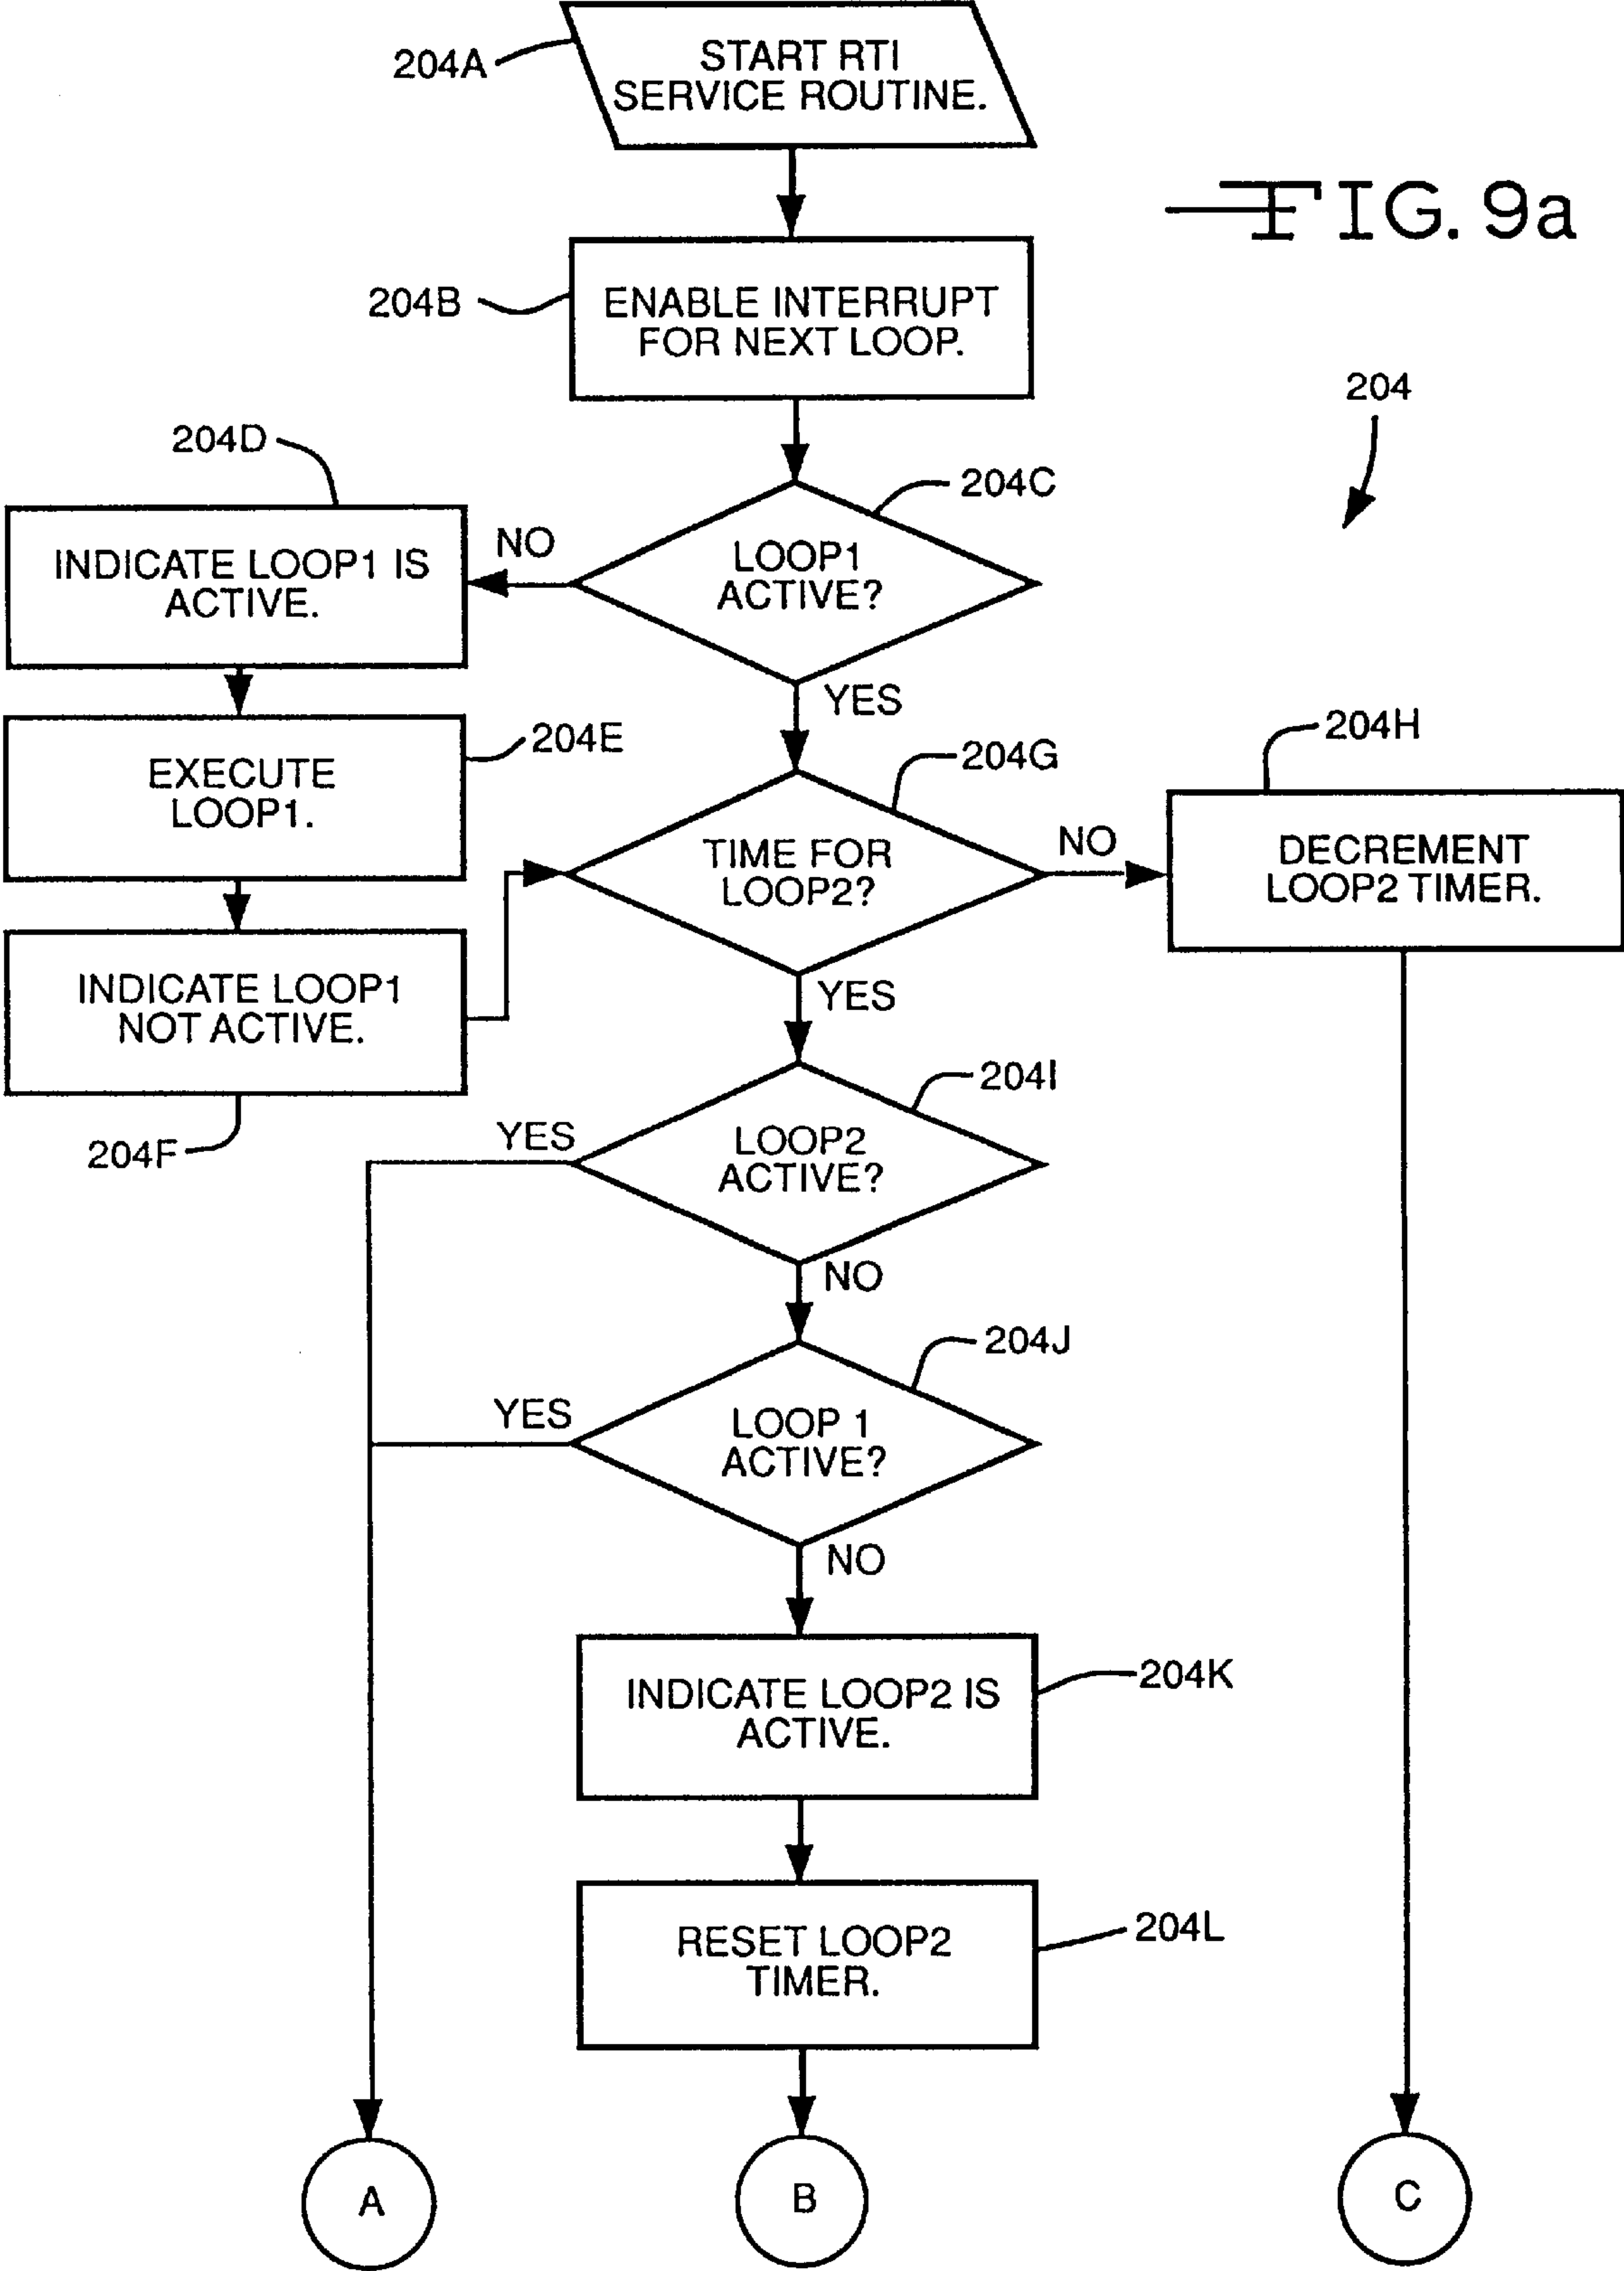 204A
START RTI
SERVICE ROUTINE.
FIG. 9a
204B
ENABLE INTERRUPT
FOR NEXT LOOP.
204
204D
204C
INDICATE LOOP1 IS
ACTIVE.
NO
LOOP1
ACTIVE?
YES
204E
EXECUTE
LOOP1.
204G
204H
TIME FOR
LOOP2?
NO
DECREMENT
LOOP2 TIMER.
INDICATE LOOP1
NOT ACTIVE.
YES
204F
204I
YES
LOOP2
ACTIVE?
NO
204J
YES
LOOP 1
ACTIVE?
NO
INDICATE LOOP2 IS
ACTIVE.
204K
RESET LOOP2
TIMER.
204L
A
B
C